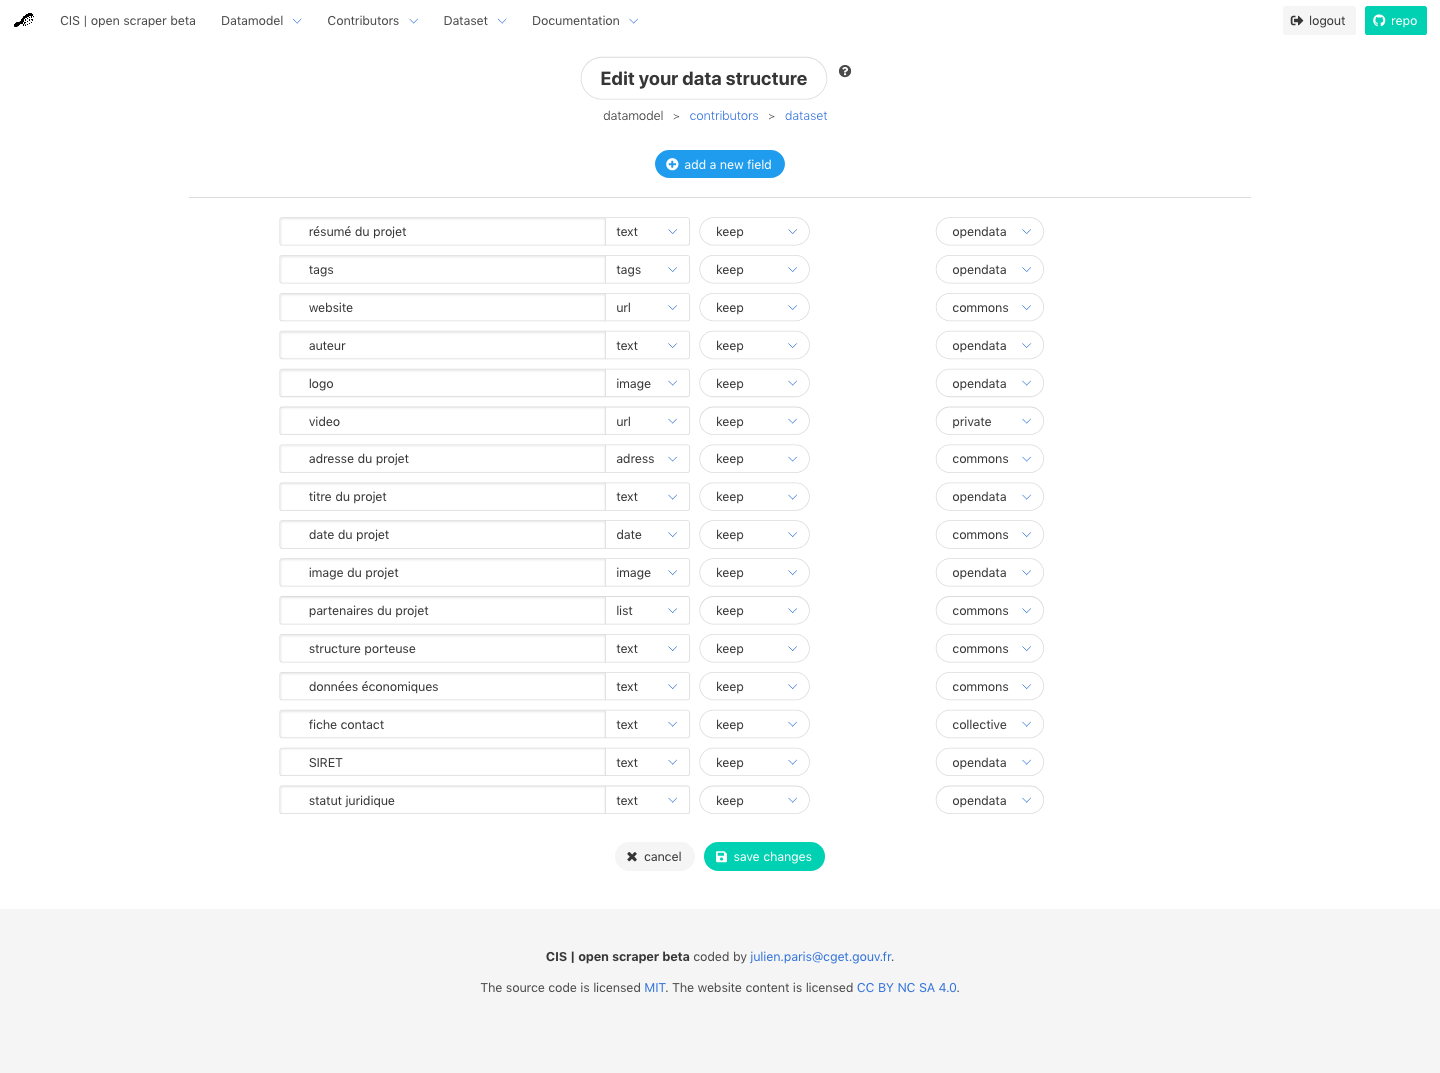 CIS | open scraper beta Datamodel Contributors Dataset Documentation logout repo
Edit your data structure
datamodel > contributors > dataset
add a new field
résumé du projet text keep opendata
tags tags keep opendata
website url keep commons
auteur text keep opendata
logo image keep opendata
video url keep private
adresse du projet adress keep commons
titre du projet text keep opendata
date du projet date keep commons
image du projet image keep opendata
partenaires du projet list keep commons
structure porteuse text keep commons
données économiques text keep commons
fiche contact text keep collective
SIRET text keep opendata
statut juridique text keep opendata
cancel save changes
CIS | open scraper beta coded by julien.paris@cget.gouv.fr.
The source code is licensed MIT. The website content is licensed CC BY NC SA 4.0.